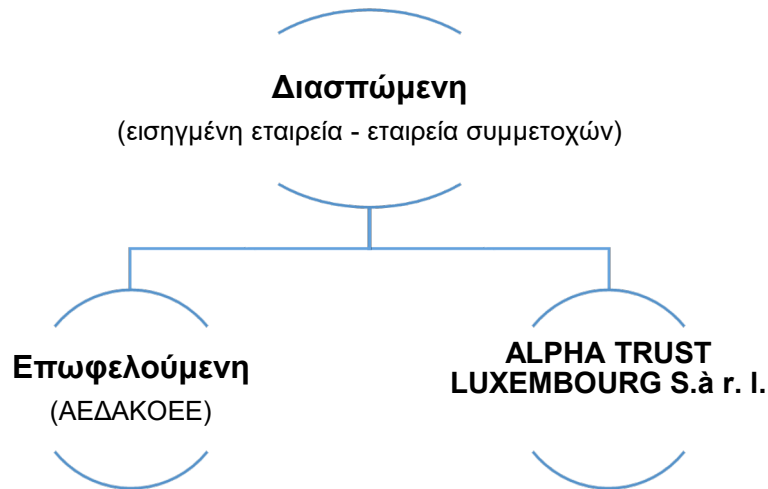 Διασπώμενη
(εισηγμένη εταιρεία - εταιρεία συμμετοχών)
Επωφελούμενη
(ΑΕΔΑΚΟΕΕ)
ALPHA TRUST
LUXEMBOURG S.à r. l.